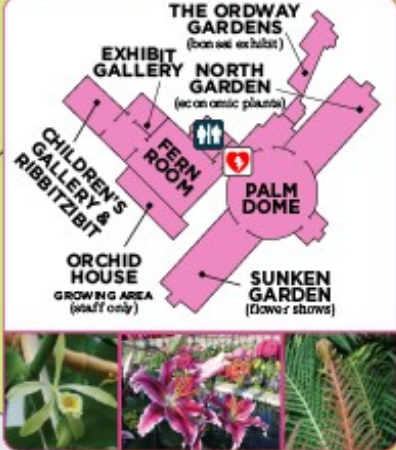 THE ORDWAY
GARDENS
(bonsai exhibit)
EXHIBIT
GALLERY
NORTH
GARDEN
(economic plants)
CHILDREN'S
GALLERY &
RIBBITZIBIT
FERN
ROOM
PALM
DOME
ORCHID
HOUSE
GROWING AREA
(staff only)
SUNKEN
GARDEN
(flower shows)